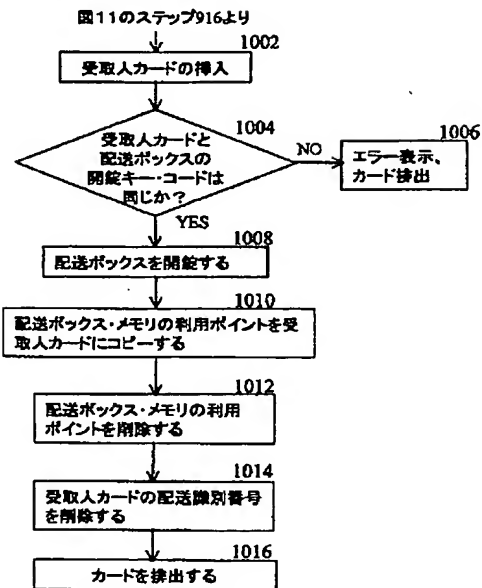 図11のステップ916より
1002
受取人カードの挿入
1004
受取人カードと
配送ボックスの
開錠キー・コードは
同じか?
NO
1006
エラー表示、
カード排出
YES
1008
配送ボックスを開錠する
1010
配送ボックス・メモリの利用ポイントを受
取人カードにコピーする
1012
配送ボックス・メモリの利用
ポイントを削除する
1014
受取人カードの配送識別番号
を削除する
1016
カードを排出する